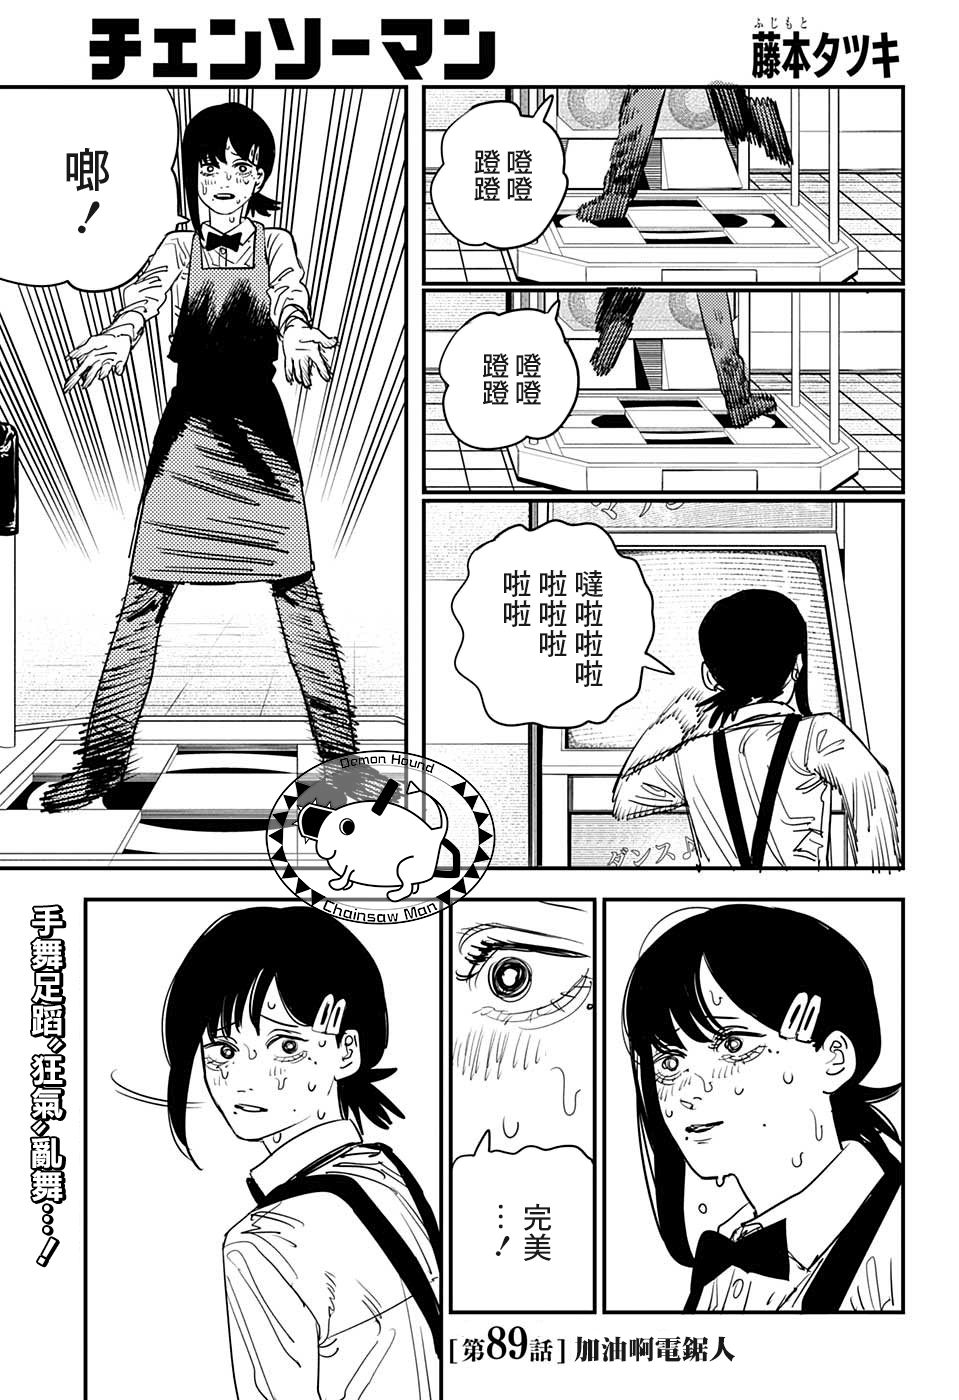 チェンソーマン
ふじもと
藤本タツキ
噔噔
蹬蹬
噔噔
蹬蹬
噠啦啦啦
啦啦啦
啦啦
ダンス♪
啷！
Demon Hound
Chainsaw Man
完美
…！
手舞足蹈〝狂氣〞亂舞…！
［第89話］加油啊電鋸人